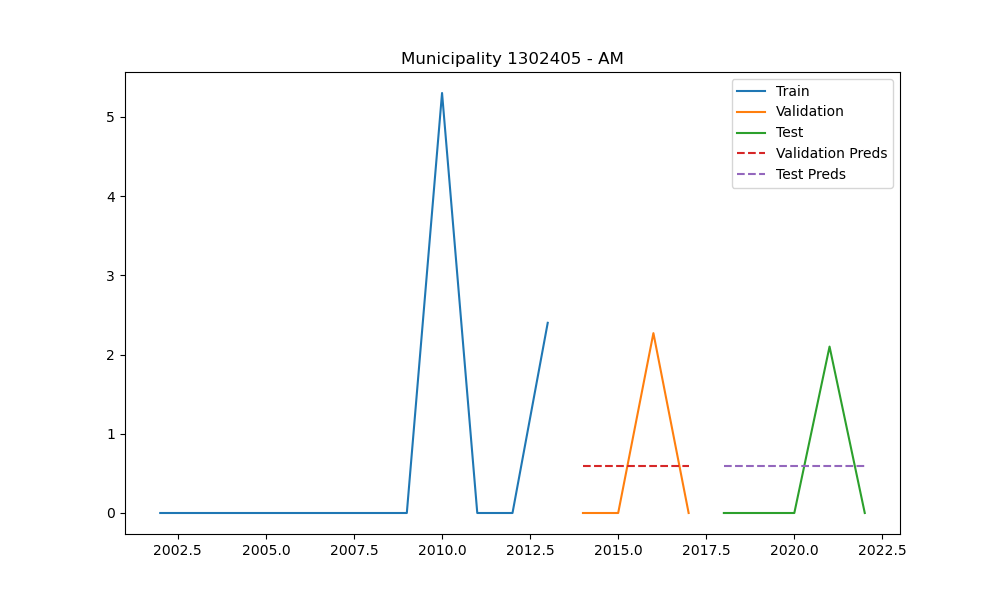 Municipality 1302405 - AM
Train
Validation
Test
Validation Preds
Test Preds
5
4
3
2
1
0
2002.5 2005.0 2007.5 2010.0 2012.5 2015.0 2017.5 2020.0 2022.5